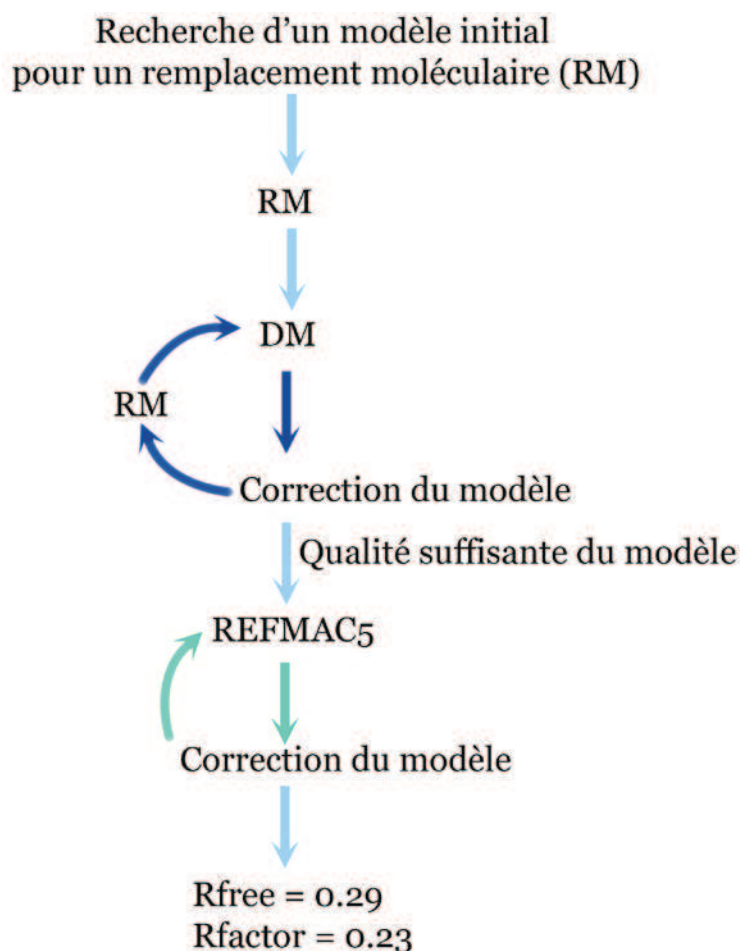 Recherche d'un modèle initial
pour un remplacement moléculaire (RM)
RM
DM
RM
Correction du modèle
Qualité suffisante du modèle
REFMAC5
Correction du modèle
Rfree = 0.29
Rfactor = 0.23